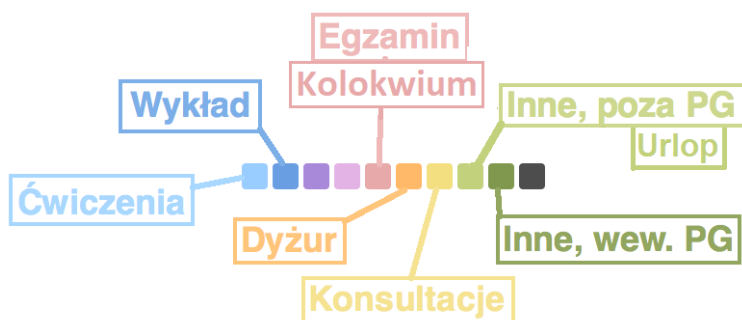 Egzamin
Kolokwium
Wykład
Inne, poza PG
Urlop
Ćwiczenia
Dyżur
Inne, wew. PG
Konsultacje